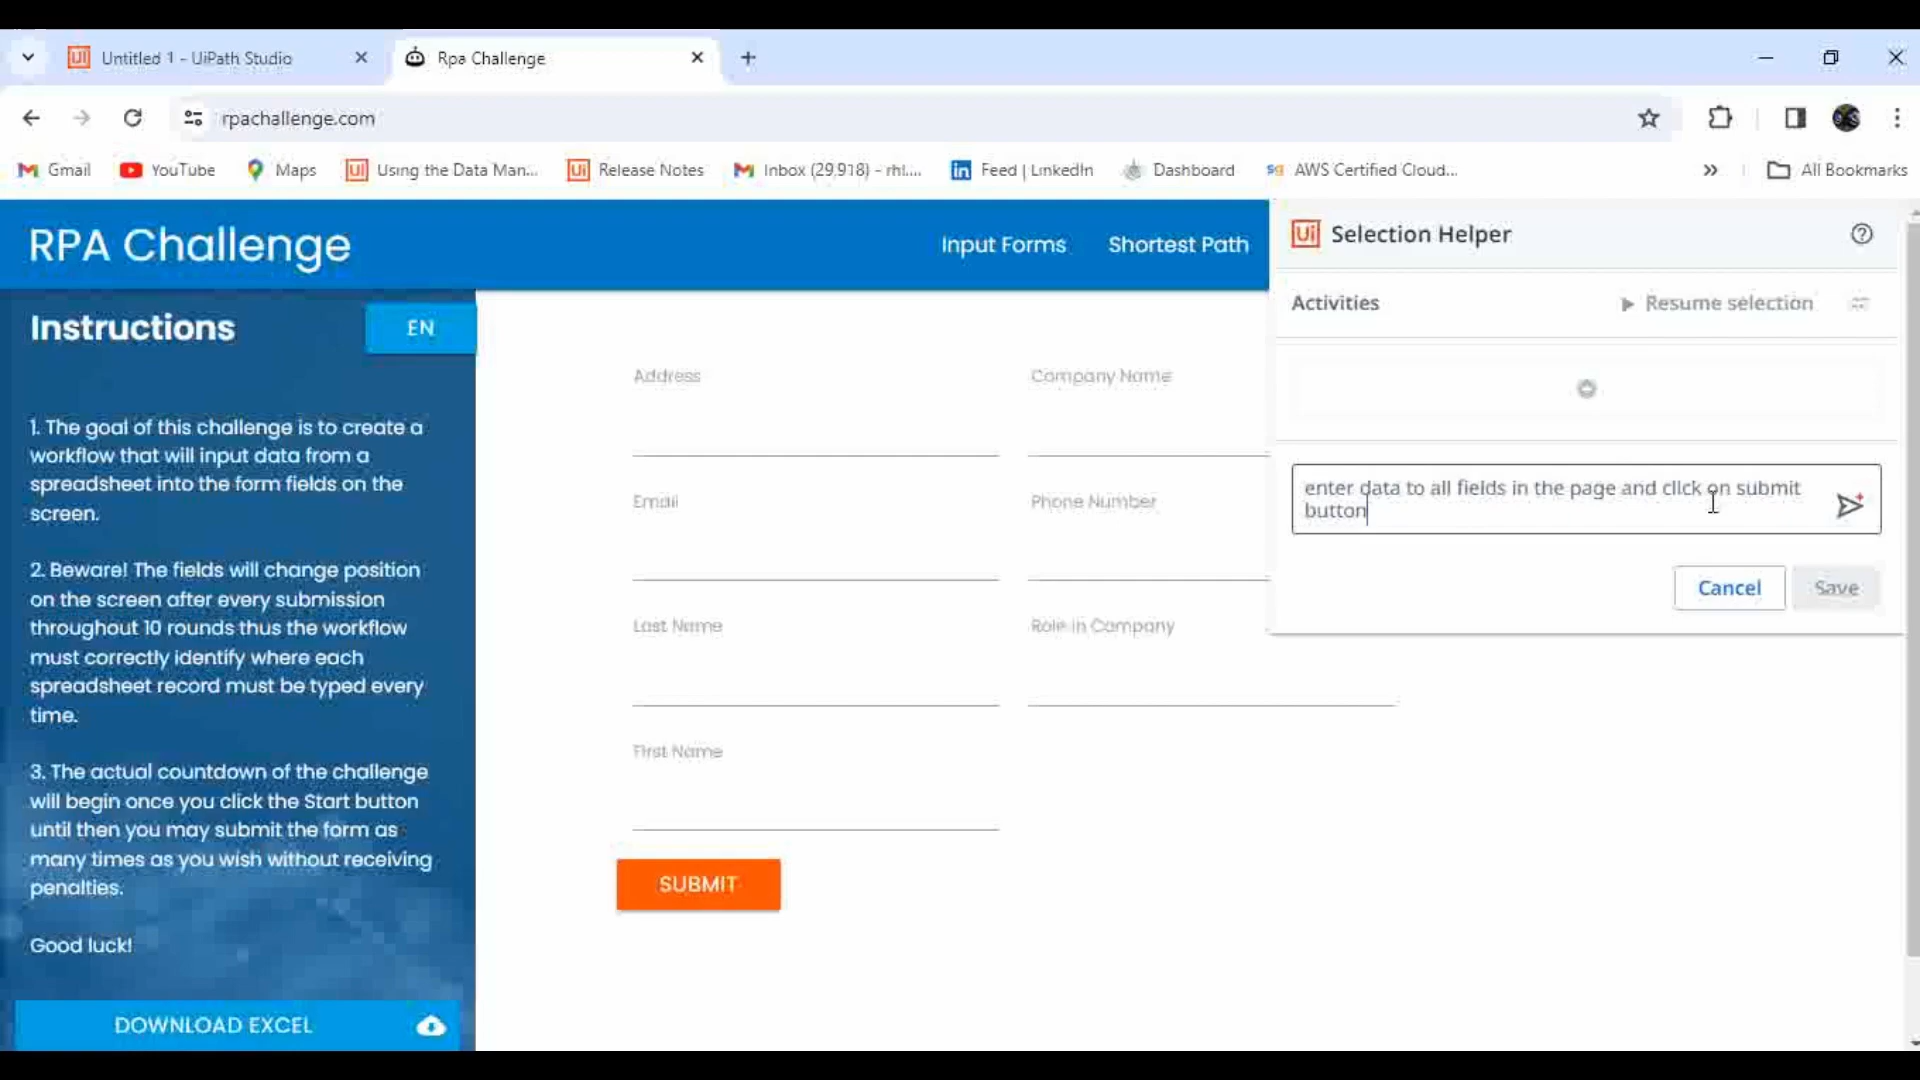 Untitled 1 - UiPath Studio
Rpa Challenge
rpachallenge.com
Gmail
YouTube
Maps
Using the Data Man...
Release Notes
Inbox (29,918) - rhl....
Feed | LinkedIn
Dashboard
AWS Certified Cloud...
All Bookmarks
RPA Challenge
Input Forms
Shortest Path
Ui Selection Helper
Activities
Resume selection
Instructions
EN
1. The goal of this challenge is to create a
workflow that will input data from a
spreadsheet into the form fields on the
screen.
2. Beware! The fields will change position
on the screen after every submission
throughout 10 rounds thus the workflow
must correctly identify where each
spreadsheet record must be typed every
time.
3. The actual countdown of the challenge
will begin once you click the Start button
until then you may submit the form as
many times as you wish without receiving
penalties.
Good luck!
DOWNLOAD EXCEL
Address
Company Name
Email
Phone Number
Last Name
Role in Company
First Name
SUBMIT
enter data to all fields in the page and click on submit
button
Cancel
Save